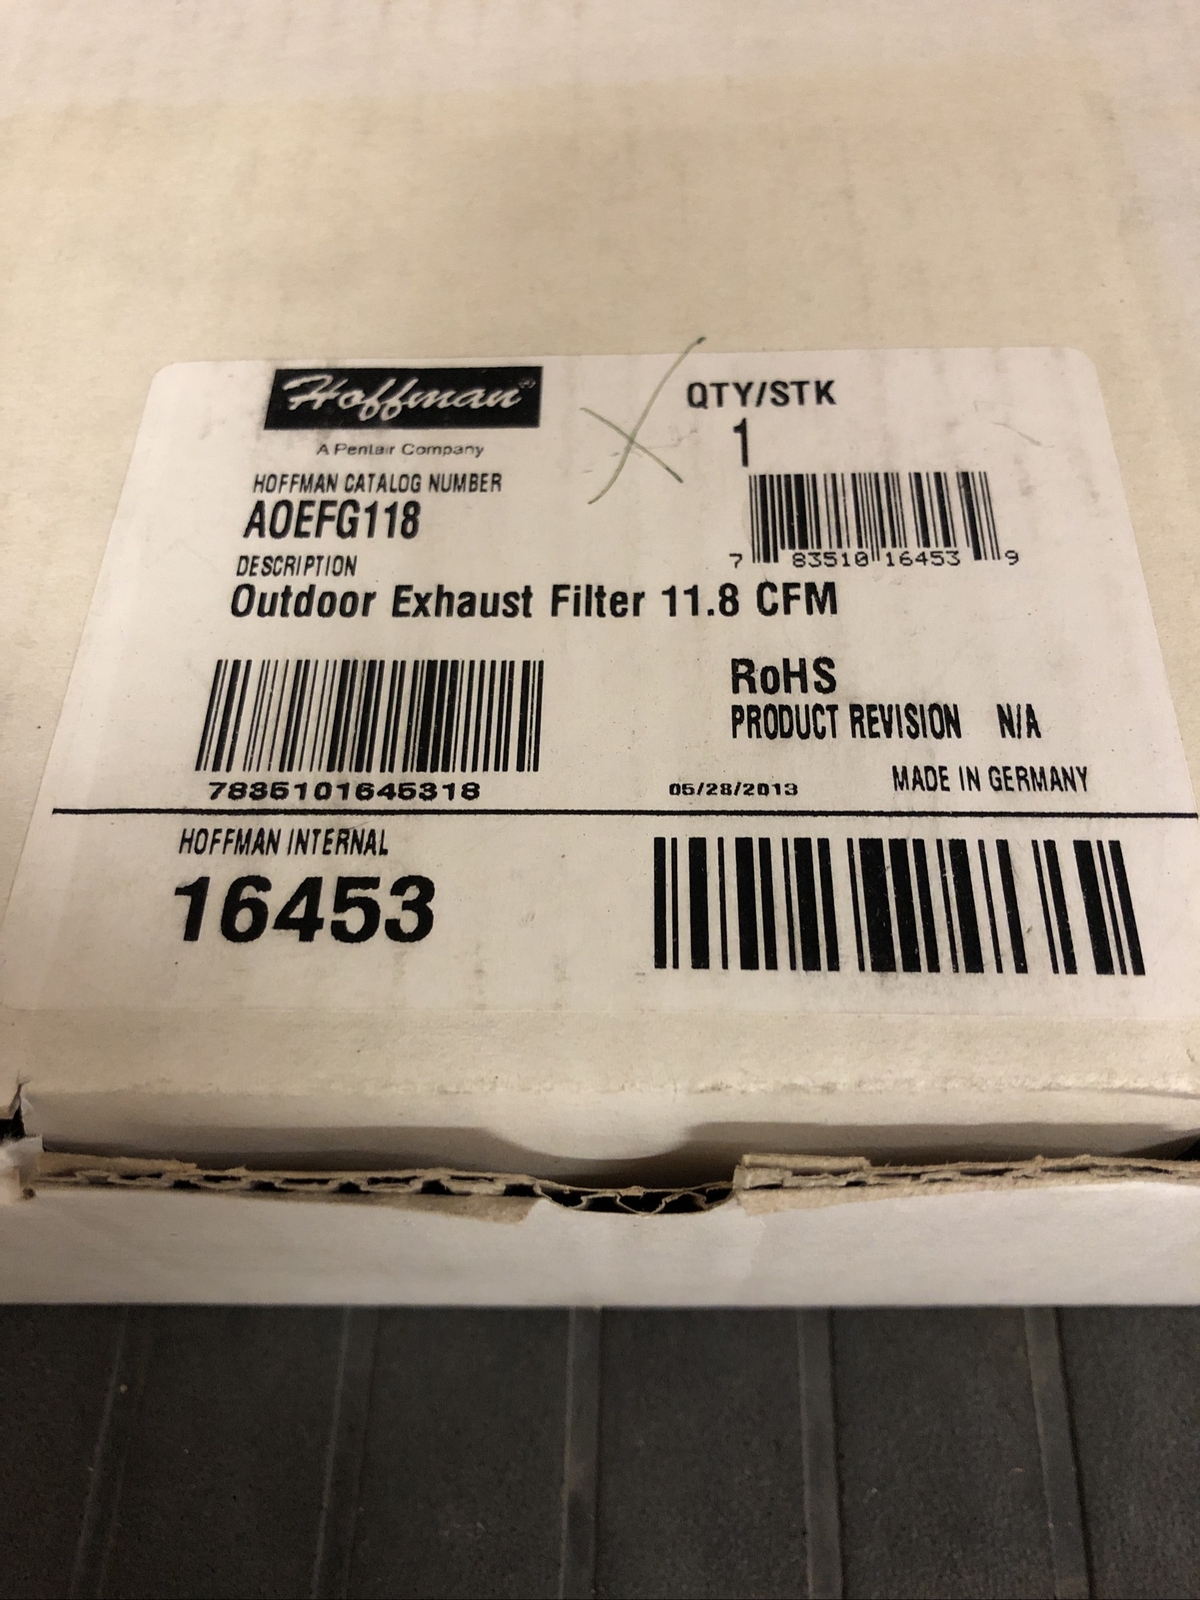 Hoffman®
A Pentair Company
QTY/STK
1
HOFFMAN CATALOG NUMBER
AOEFG118
7 83510 16453 9
DESCRIPTION
Outdoor Exhaust Filter 11.8 CFM
RoHS
PRODUCT REVISION N/A
7835101645318
05/28/2013
MADE IN GERMANY
HOFFMAN INTERNAL
16453